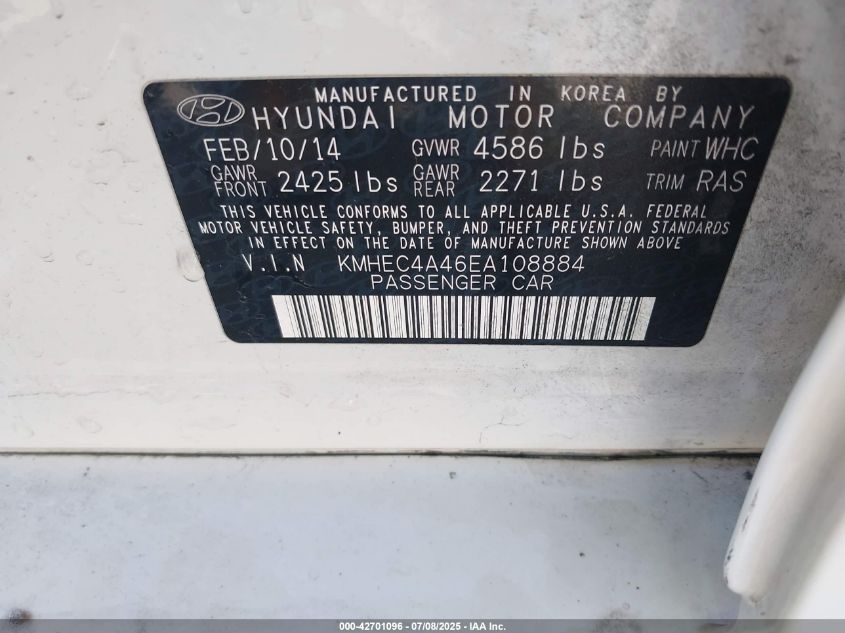 MANUFACTURED IN KOREA BY
HYUNDAI MOTOR COMPANY
FEB/10/14 GVWR 4586 lbs PAINT WHC
GAWR FRONT 2425 lbs GAWR REAR 2271 lbs TRIM RAS
THIS VEHICLE CONFORMS TO ALL APPLICABLE U.S.A. FEDERAL
MOTOR VEHICLE SAFETY, BUMPER, AND THEFT PREVENTION STANDARDS
IN EFFECT ON THE DATE OF MANUFACTURE SHOWN ABOVE
V.I.N KMHEC4A46EA108884
PASSENGER CAR
000-42701096 - 07/08/2025 - IAA Inc.